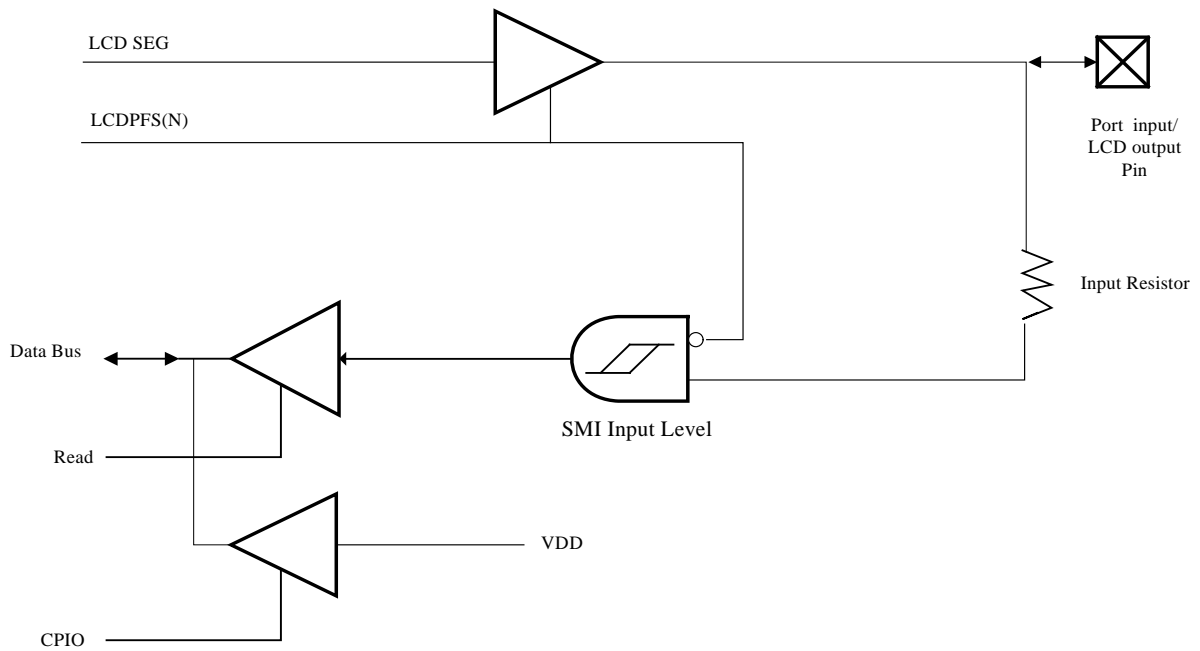 LCD SEG
LCDPFS(N)
Port input/
LCD output
Pin
Input Resistor
Data Bus
SMI Input Level
Read
VDD
CPIO